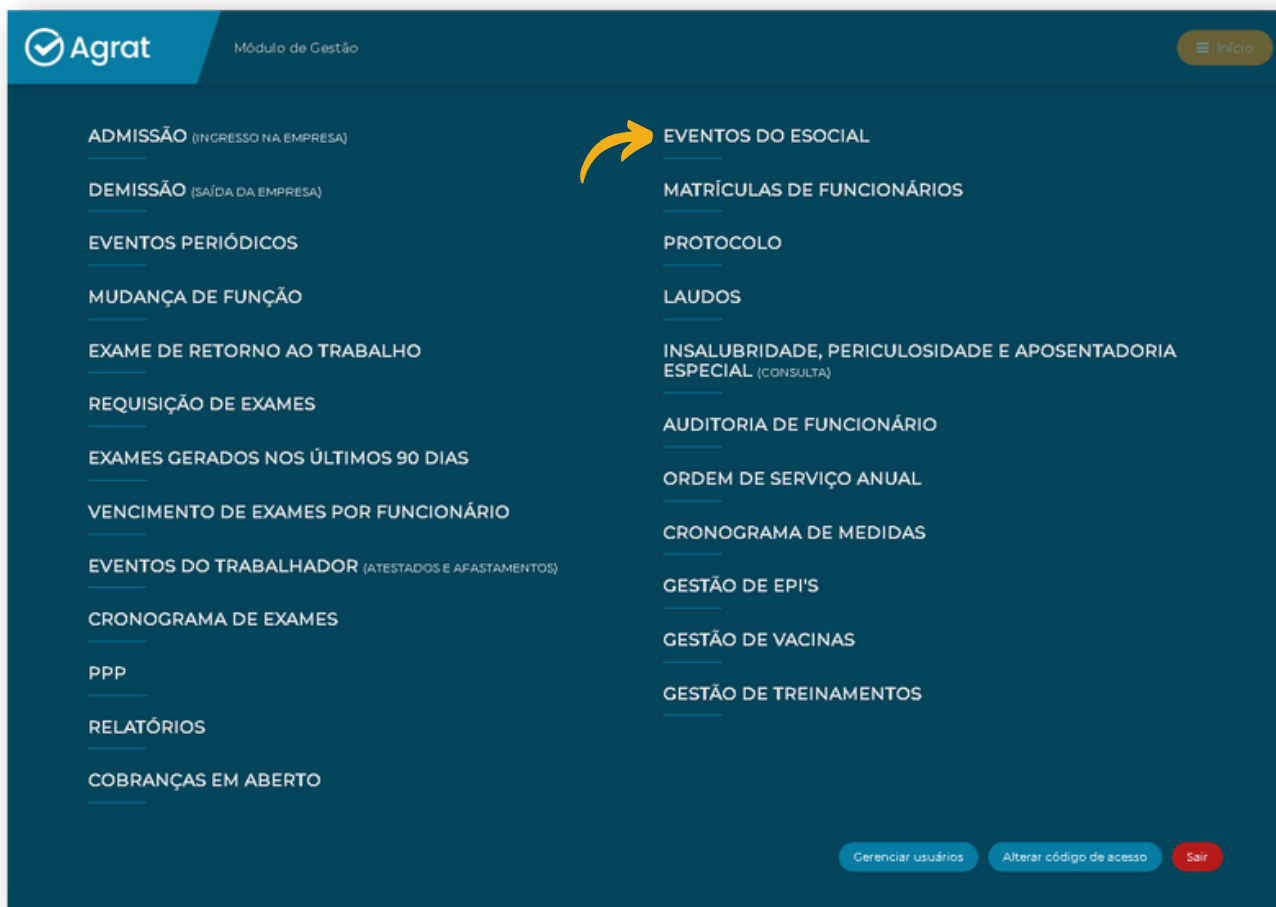 Agrat
Módulo de Gestão
Início
ADMISSÃO (INGRESSO NA EMPRESA)
DEMISSÃO (SAÍDA DA EMPRESA)
EVENTOS PERIÓDICOS
MUDANÇA DE FUNÇÃO
EXAME DE RETORNO AO TRABALHO
REQUISIÇÃO DE EXAMES
EXAMES GERADOS NOS ÚLTIMOS 90 DIAS
VENCIMENTO DE EXAMES POR FUNCIONÁRIO
EVENTOS DO TRABALHADOR (ATESTADOS E AFASTAMENTOS)
CRONOGRAMA DE EXAMES
PPP
RELATÓRIOS
COBRANÇAS EM ABERTO
EVENTOS DO ESOCIAL
MATRÍCULAS DE FUNCIONÁRIOS
PROTOCOLO
LAUDOS
INSALUBRIDADE, PERICULOSIDADE E APOSENTADORIA
ESPECIAL (CONSULTA)
AUDITORIA DE FUNCIONÁRIO
ORDEM DE SERVIÇO ANUAL
CRONOGRAMA DE MEDIDAS
GESTÃO DE EPI'S
GESTÃO DE VACINAS
GESTÃO DE TREINAMENTOS
Gerenciar usuários
Alterar código de acesso
Sair